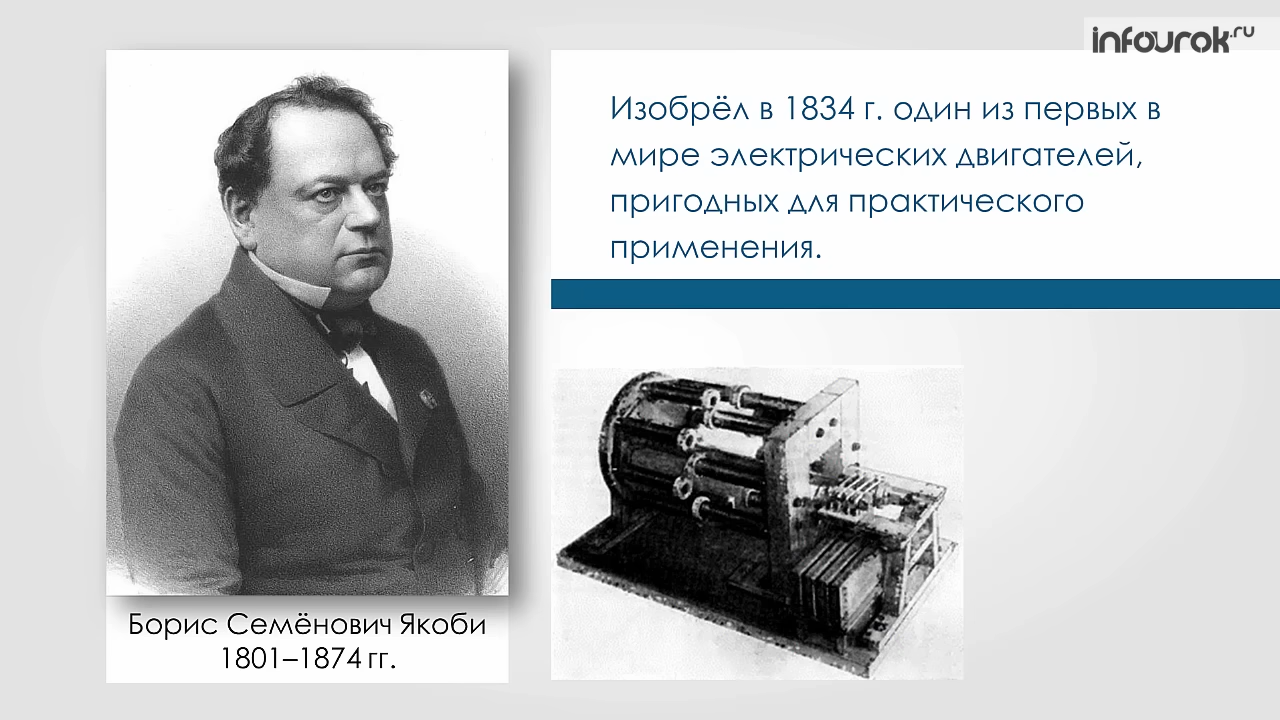 infourok.ru
Изобрёл в 1834 г. один из первых в
мире электрических двигателей,
пригодных для практического
применения.
Борис Семёнович Якоби
1801–1874 гг.